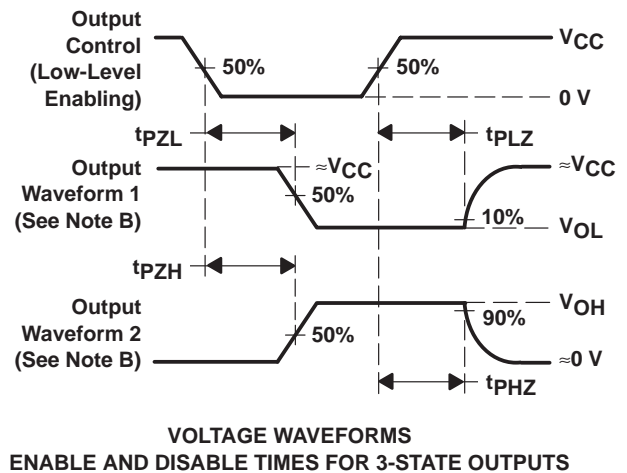 Output
Control
(Low-Level
Enabling)
50%
50%
VCC
0 V
tPZL
tPLZ
Output
Waveform 1
(See Note B)
≈VCC
50%
≈VCC
10%
VOL
tPZH
Output
Waveform 2
(See Note B)
50%
VOH
90%
≈0 V
tPHZ
VOLTAGE WAVEFORMS
ENABLE AND DISABLE TIMES FOR 3-STATE OUTPUTS